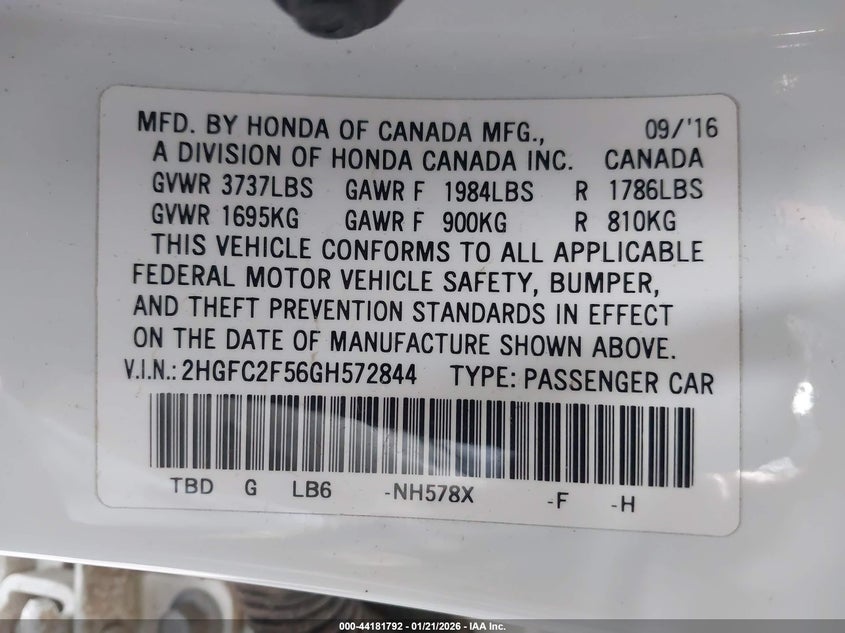 MFD. BY HONDA OF CANADA MFG., 09/'16
A DIVISION OF HONDA CANADA INC. CANADA
GVWR 3737LBS GAWR F 1984LBS R 1786LBS
GVWR 1695KG GAWR F 900KG R 810KG
THIS VEHICLE CONFORMS TO ALL APPLICABLE
FEDERAL MOTOR VEHICLE SAFETY, BUMPER,
AND THEFT PREVENTION STANDARDS IN EFFECT
ON THE DATE OF MANUFACTURE SHOWN ABOVE.
V.I.N.: 2HGFC2F56GH572844 TYPE: PASSENGER CAR
TBD G LB6 -NH578X -F -H
000-44181792 - 01/21/2026 - IAA Inc.